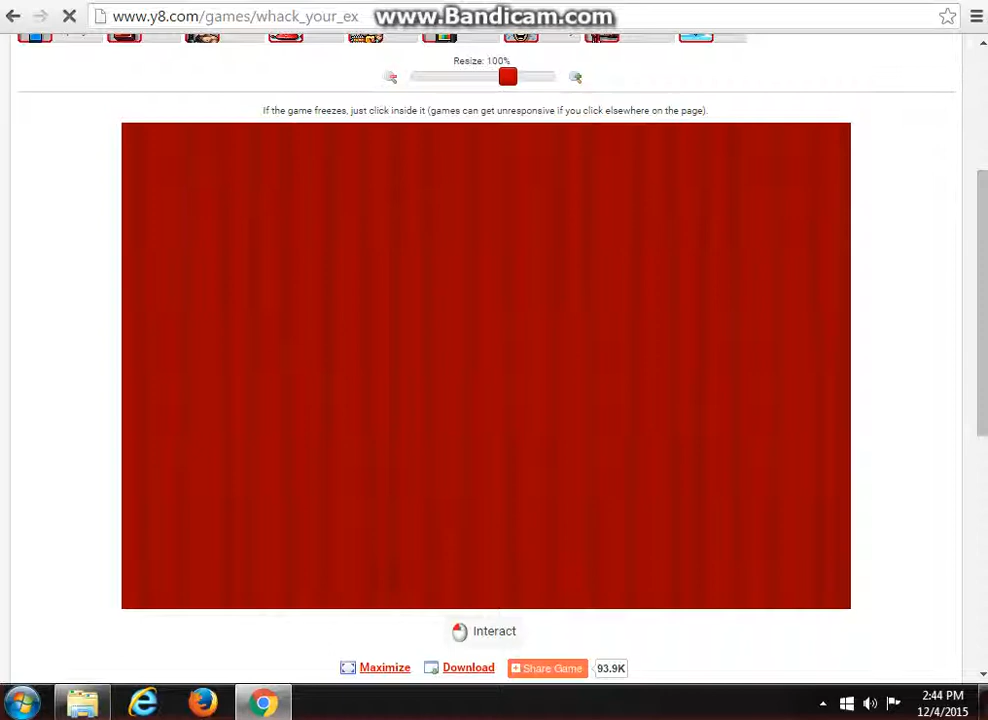 www.y8.com/games/whack_your_ex
www.Bandicam.com
Resize: 100%
If the game freezes, just click inside it (games can get unresponsive if you click elsewhere on the page).
Interact
Maximize
Download
Share Game
93.9K
2:44 PM
12/4/2015